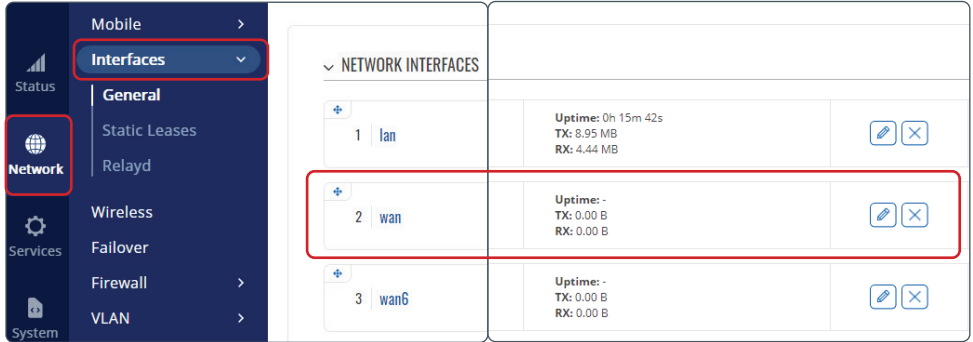 Status
Network
Services
System
Mobile
Interfaces
General
Static Leases
Relayd
Wireless
Failover
Firewall
VLAN
NETWORK INTERFACES
1 lan
Uptime: 0h 15m 42s
TX: 8.95 MB
RX: 4.44 MB
2 wan
Uptime: -
TX: 0.00 B
RX: 0.00 B
3 wan6
Uptime: -
TX: 0.00 B
RX: 0.00 B